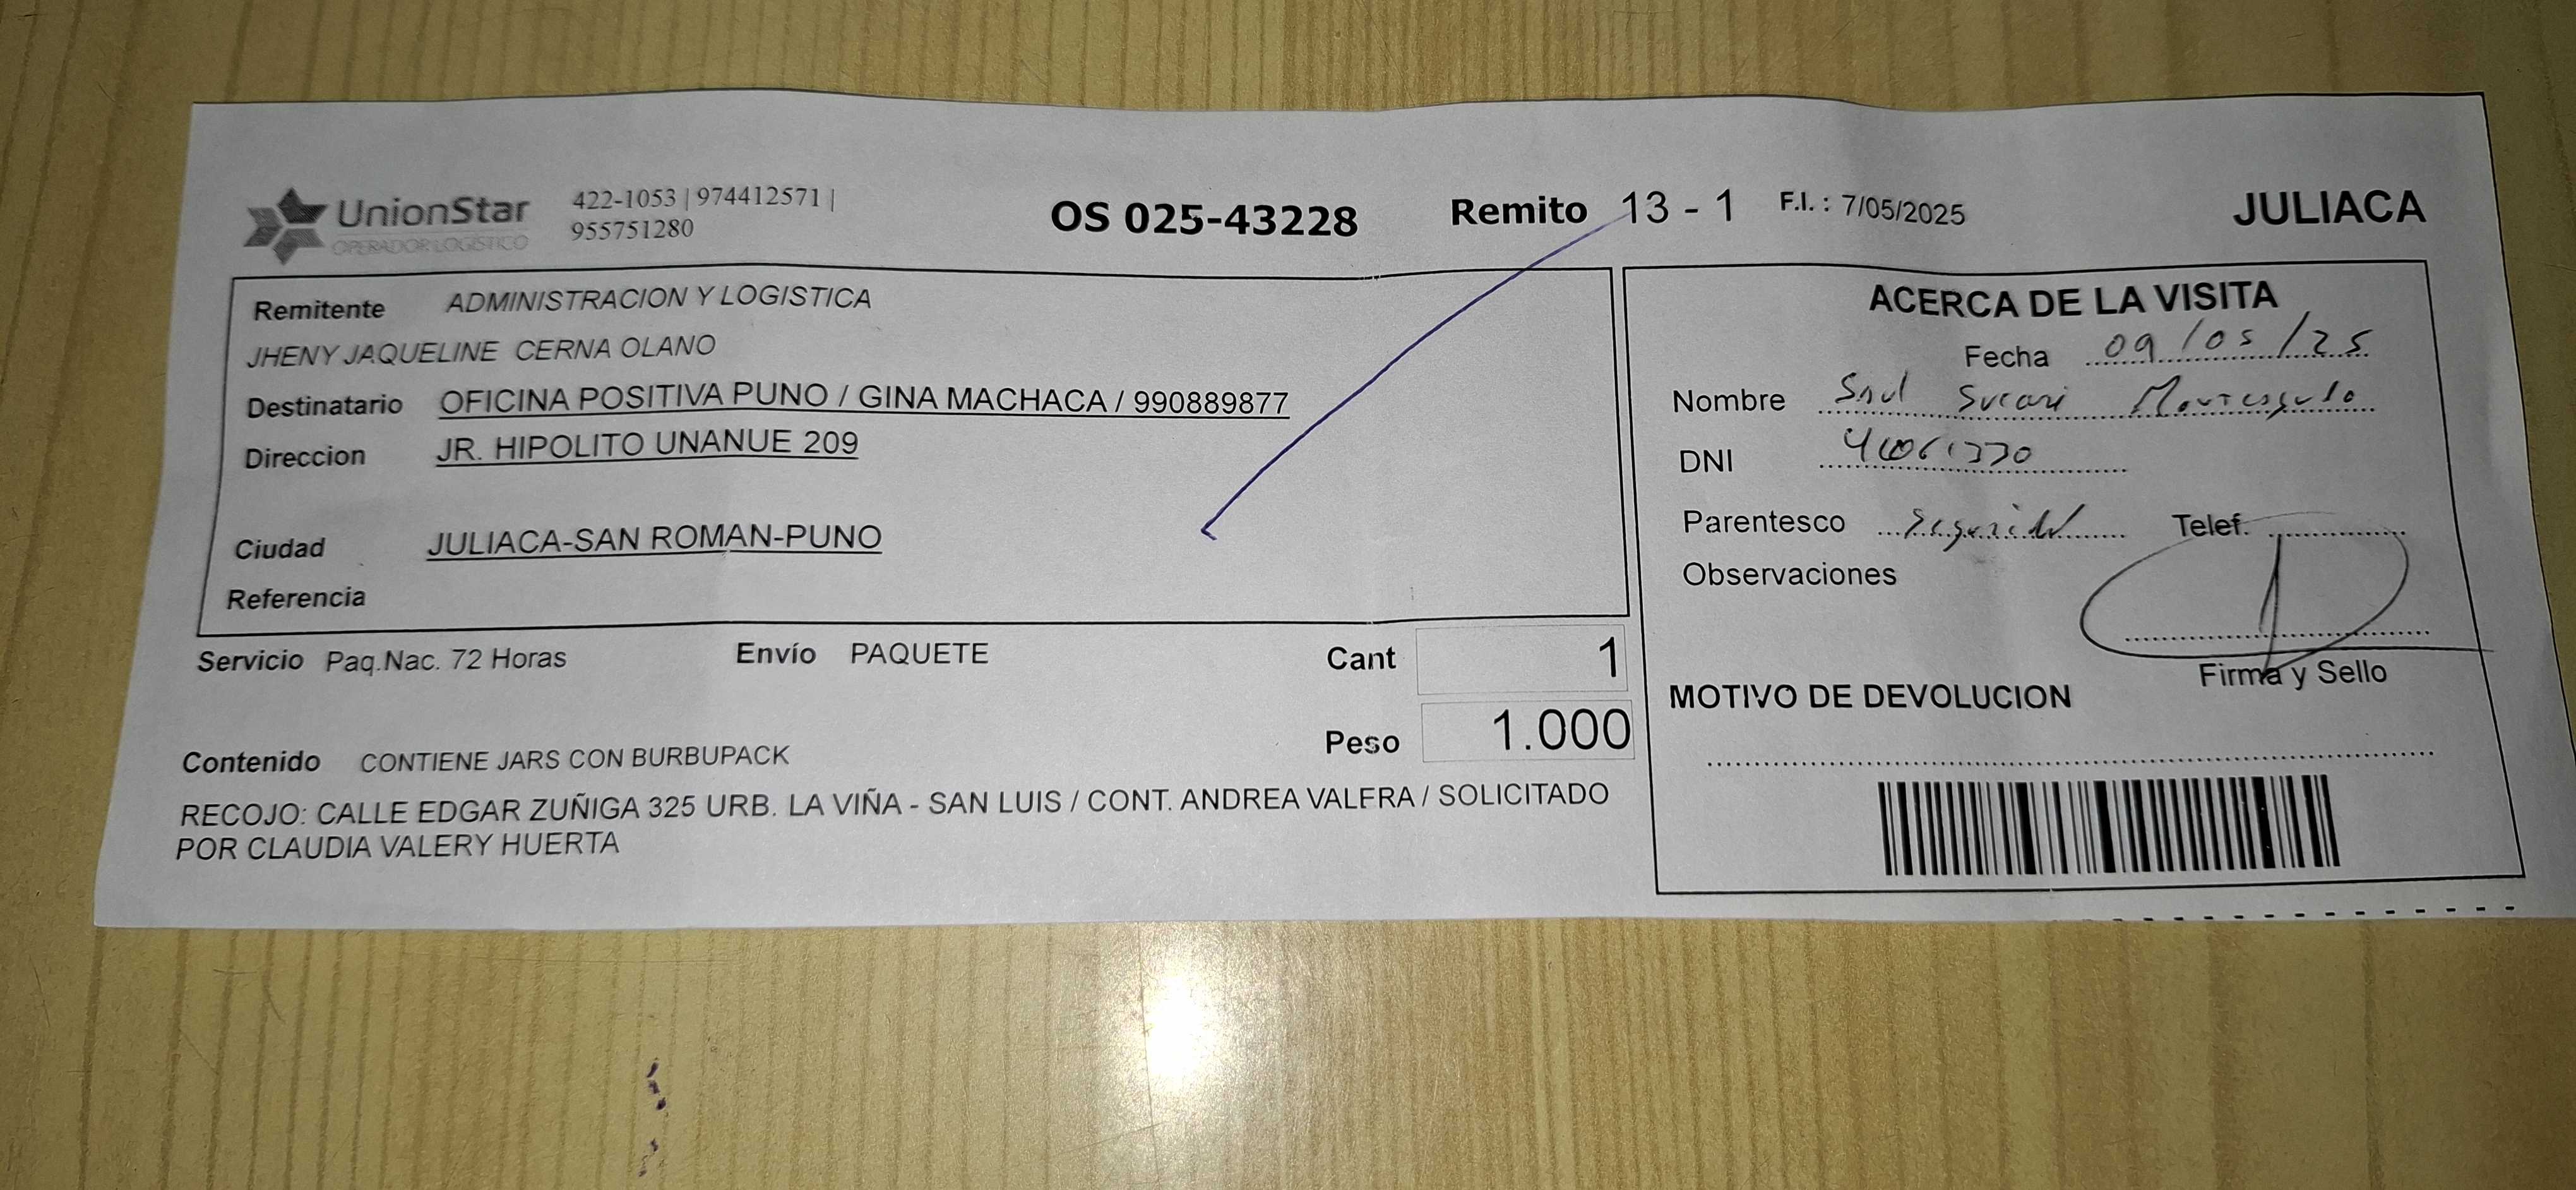 UnionStar
OPERADOR LOGISTICO
422-1053 | 974412571 |
955751280
OS 025-43228
Remito 13 - 1
F.I. : 7/05/2025
JULIACA
Remitente ADMINISTRACION Y LOGISTICA
JHENY JAQUELINE CERNA OLANO
Destinatario OFICINA POSITIVA PUNO / GINA MACHACA / 990889877
Direccion JR. HIPOLITO UNANUE 209
Ciudad JULIACA-SAN ROMAN-PUNO
Referencia
Servicio Paq.Nac. 72 Horas
Envío PAQUETE
Cant 1
Peso 1.000
Contenido CONTIENE JARS CON BURBUPACK
RECOJO: CALLE EDGAR ZUÑIGA 325 URB. LA VIÑA - SAN LUIS / CONT. ANDREA VALFRA / SOLICITADO
POR CLAUDIA VALERY HUERTA
ACERCA DE LA VISITA
Fecha 09/05/25
Nombre Saul Sucari
DNI
Parentesco
Telef.
Observaciones
Firma y Sello
MOTIVO DE DEVOLUCION